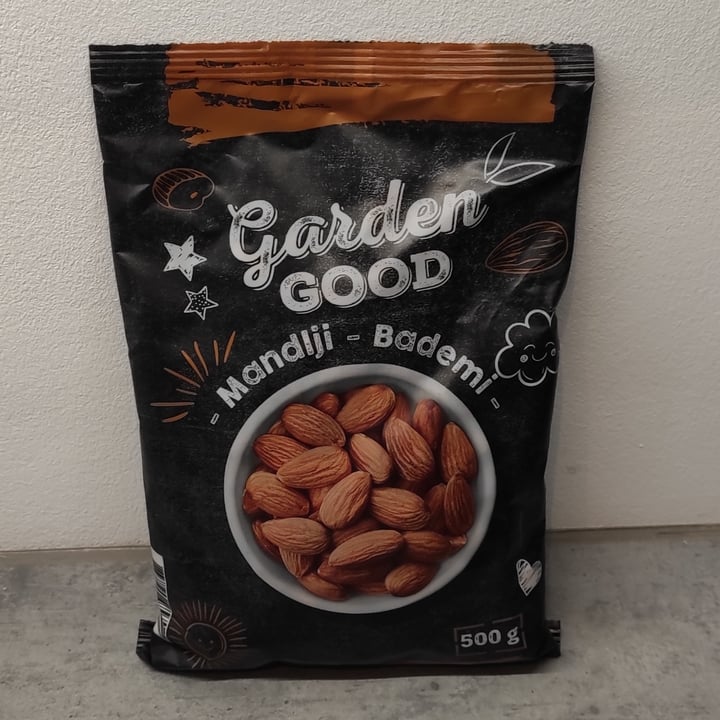 Garden
GOOD
- Mandlji - Bademi -
500 g